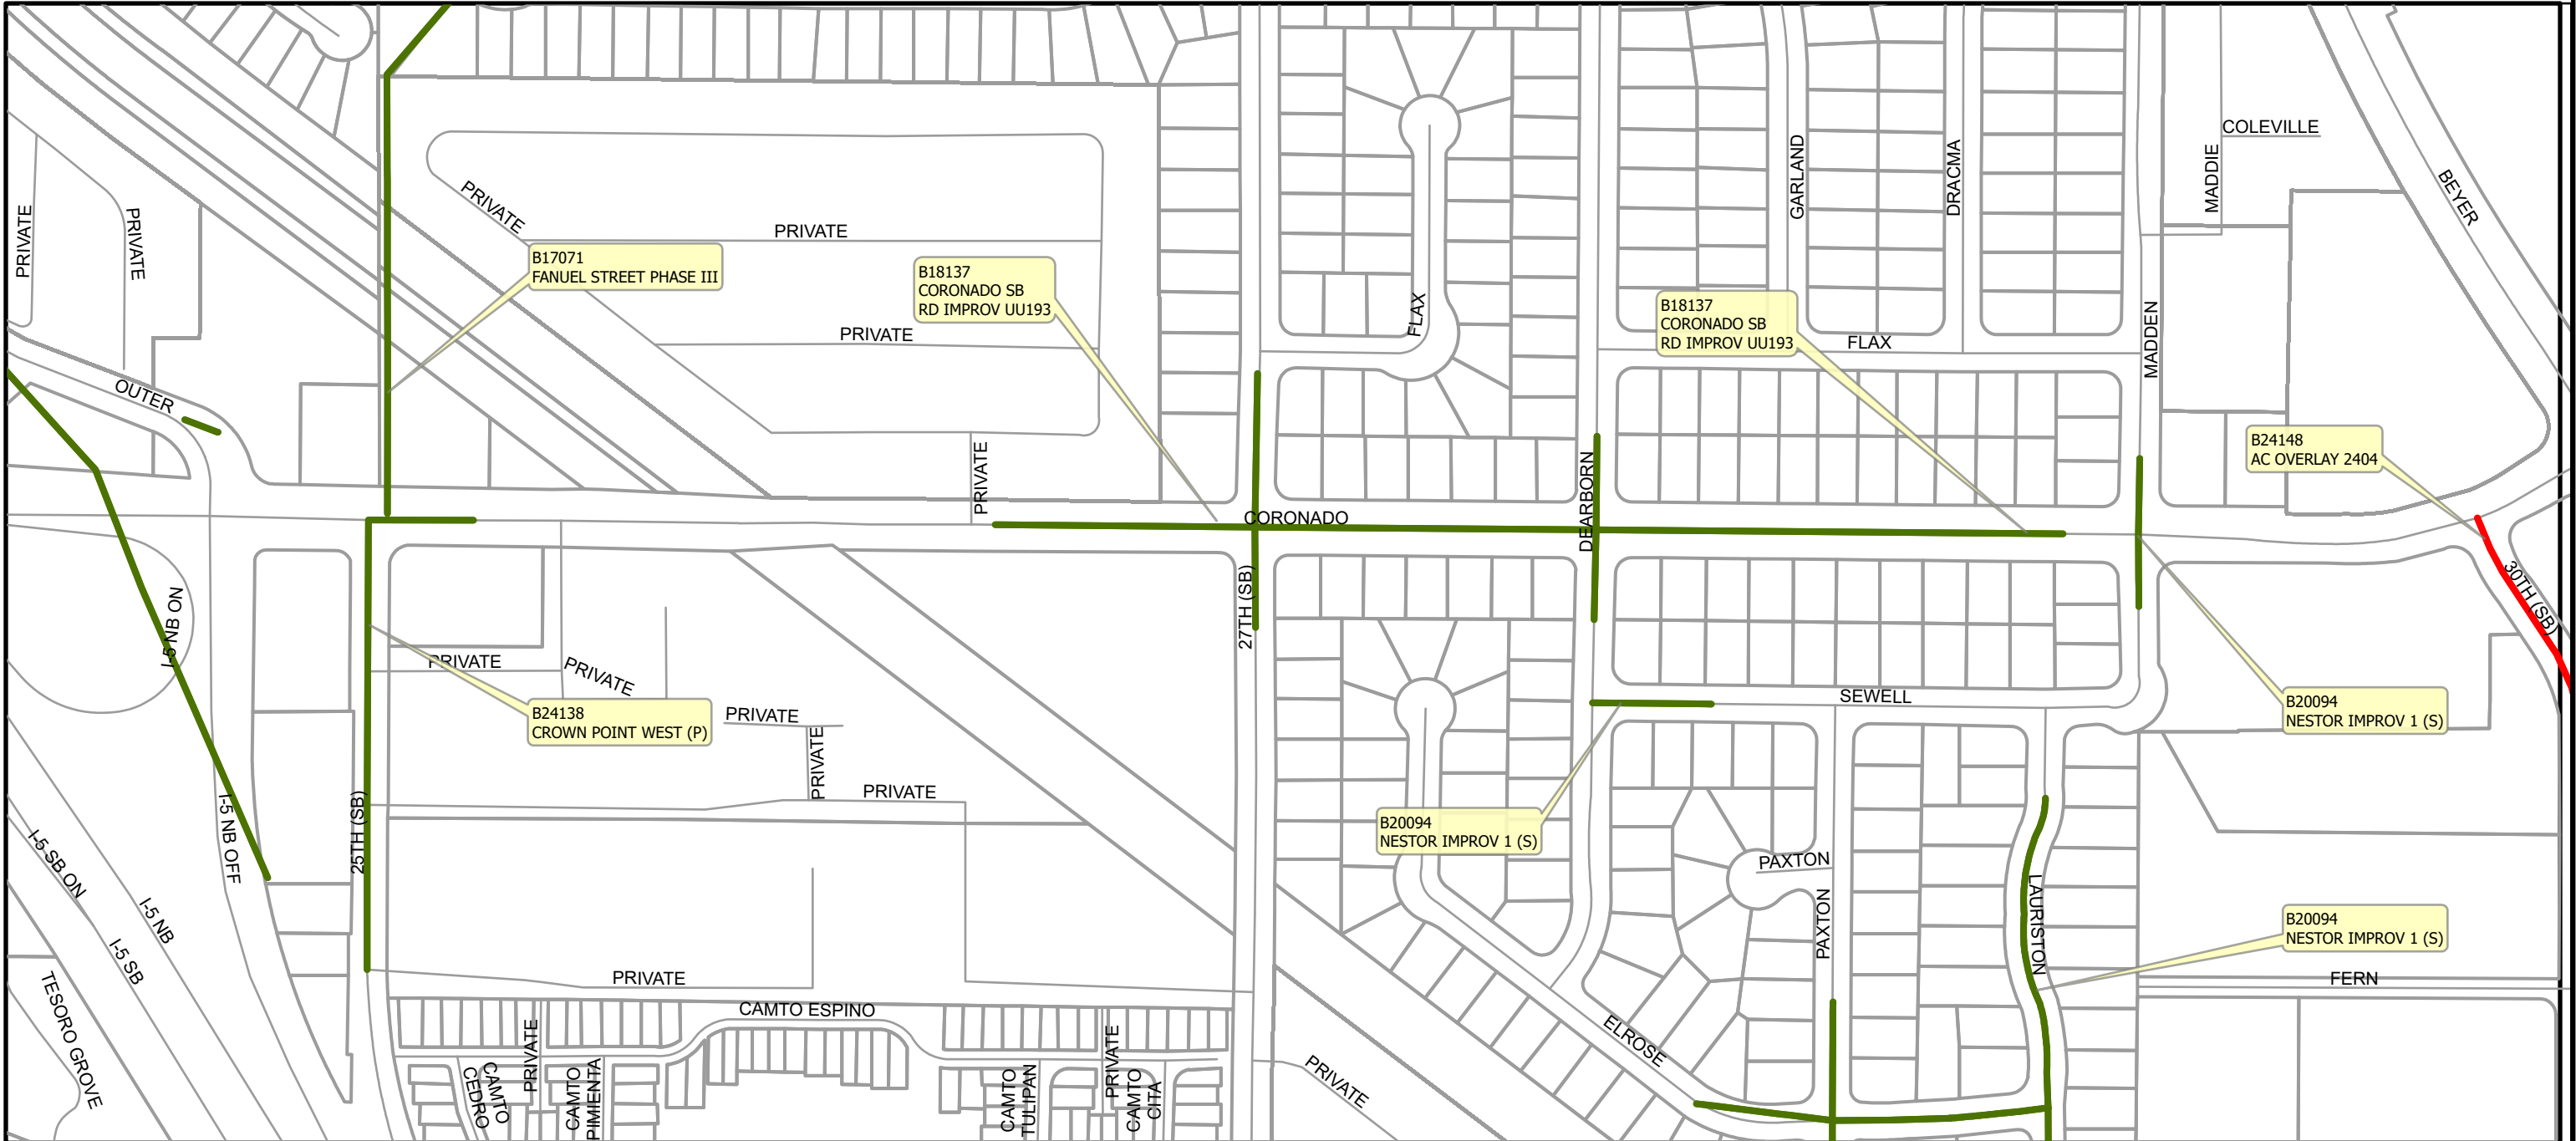 COLEVILLE
MADDIE
GARLAND
DRACMA
BEYER
PRIVATE
PRIVATE
PRIVATE
PRIVATE
B17071
FANUEL STREET PHASE III
B18137
CORONADO SB
RD IMPROV UU193
B18137
CORONADO SB
RD IMPROV UU193
FLAX
PRIVATE
FLAX
MADDEN
OUTER
B24148
AC OVERLAY 2404
PRIVATE
DEARBORN
CORONADO
I-5 NB ON
27TH (SB)
30TH (SB)
PRIVATE
PRIVATE
SEWELL
B24138
CROWN POINT WEST (P)
PRIVATE
PRIVATE
B20094
NESTOR IMPROV 1 (S)
PRIVATE
25TH (SB)
I-5 NB OFF
I-5 SB ON
I-5 NB
I-5 SB
B20094
NESTOR IMPROV 1 (S)
PAXTON
PAXTON
LAURISTON
B20094
NESTOR IMPROV 1 (S)
FERN
PRIVATE
CAMTO ESPINO
TESORO GROVE
ELROSE
PRIVATE
CAMTO
CEDRO
PRIVATE
CAMTO
PIMIENTA
CAMTO
TULIPAN
PRIVATE
CAMTO
CITA